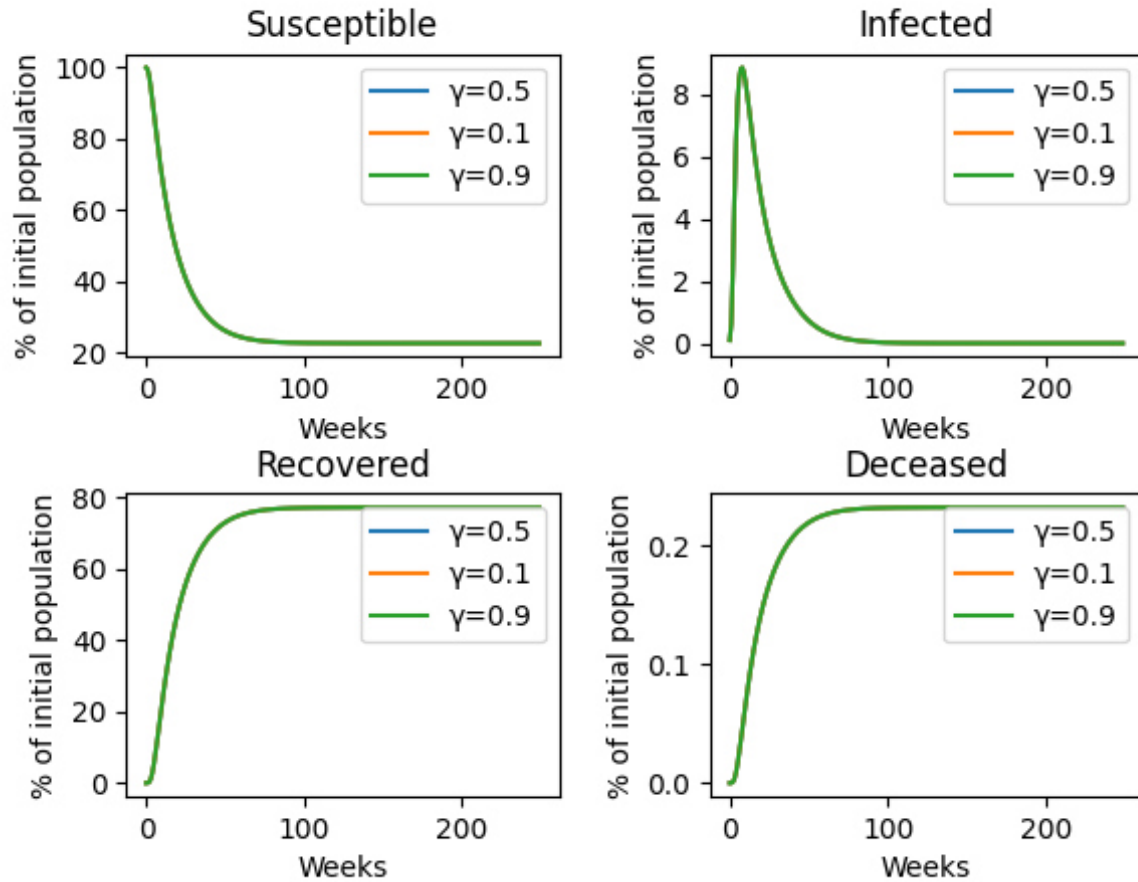 Susceptible
% of initial population
100
80
60
40
20
0
100
200
Weeks
γ=0.5
γ=0.1
γ=0.9
Infected
% of initial population
8
6
4
2
0
0
100
200
Weeks
γ=0.5
γ=0.1
γ=0.9
Recovered
% of initial population
80
60
40
20
0
0
100
200
Weeks
γ=0.5
γ=0.1
γ=0.9
Deceased
% of initial population
0.2
0.1
0.0
0
100
200
Weeks
γ=0.5
γ=0.1
γ=0.9